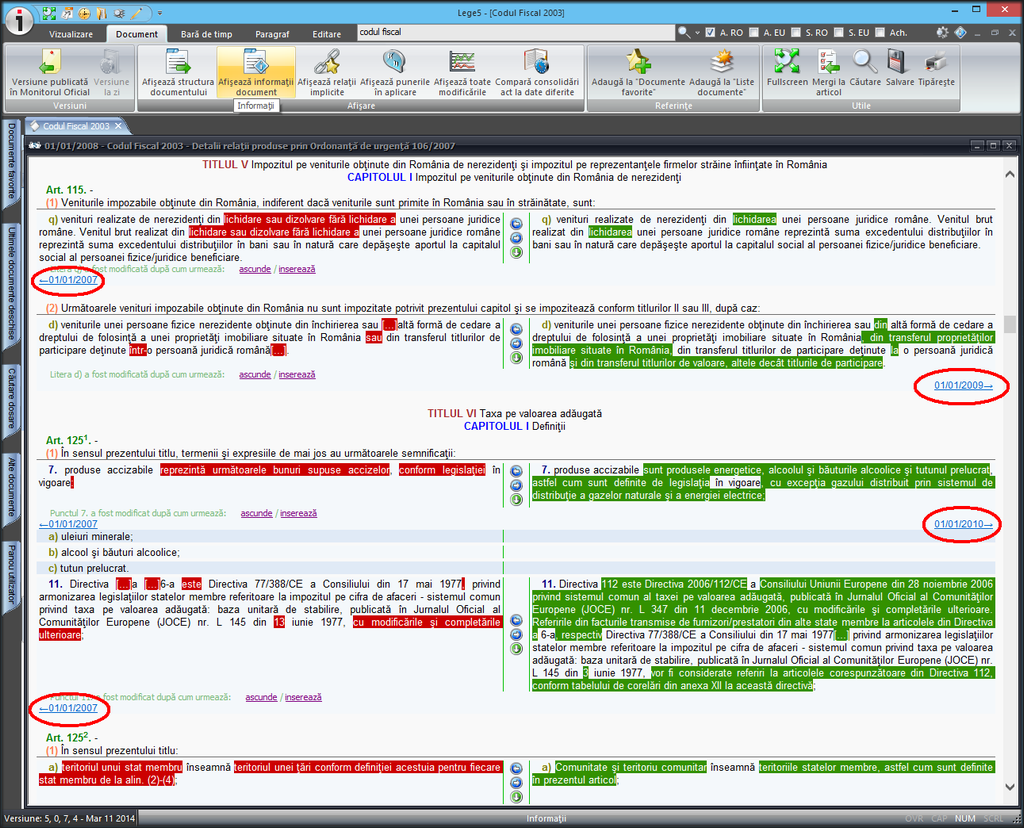 Lege5 - [Codul Fiscal 2003]
Vizualizare Document Bară de timp Paragraf Editare codul fiscal A. RO A. EU S. RO S. EU Ach.
Versiune publicată în Monitorul Oficial
Versiune la zi
Afișează structura documentului
Afișează informații document
Afișează relații implicite
Afișează punerile în aplicare
Afișează toate modificările
Compară consolidări act la date diferite
Adaugă la "Documente favorite"
Adaugă la "Liste documente"
Fullscreen
Mergi la articol
Căutare
Salvare
Tipărește
Versiuni Informații Afișare Referințe Utile
Codul Fiscal 2003
01/01/2008 - Codul Fiscal 2003 - Detalii relații produse prin Ordonanță de urgență 106/2007
Documente favorite
Ultimele documente deschise
Căutare dosare
Alte documente
Panou utilizator
TITLUL V Impozitul pe veniturile obținute din România de nerezidenți și impozitul pe reprezentanțele firmelor străine înființate în România
CAPITOLUL I Impozitul pe veniturile obținute din România de nerezidenți
Art. 115. -
(1) Veniturile impozabile obținute din România, indiferent dacă veniturile sunt primite în România sau în străinătate, sunt:
q) venituri realizate de nerezidenți din lichidare sau dizolvare fără lichidare a unei persoane juridice
române. Venitul brut realizat din lichidare sau dizolvare fără lichidare a unei persoane juridice române
reprezintă suma excedentului distribuțiilor în bani sau în natură care depășește aportul la capitalul
social al persoanei fizice/juridice beneficiare.
q) venituri realizate de nerezidenți din lichidarea unei persoane juridice române. Venitul brut
realizat din lichidarea unei persoane juridice române reprezintă suma excedentului distribuțiilor în
bani sau în natură care depășește aportul la capitalul social al persoanei fizice/juridice beneficiare.
Litera q) a fost modificată după cum urmează: ascunde / inserează
←01/01/2007
(2) Următoarele venituri impozabile obținute din România nu sunt impozitate potrivit prezentului capitol și se impozitează conform titlurilor II sau III, după caz:
d) veniturile unei persoane fizice nerezidente obținute din închirierea sau [...]altă formă de cedare a
dreptului de folosință a unei proprietăți imobiliare situate în România sau din transferul titlurilor de
participare deținute într-o persoană juridică română[...].
d) veniturile unei persoane fizice nerezidente obținute din închirierea sau din altă formă de cedare a
dreptului de folosință a unei proprietăți imobiliare situate în România, din transferul proprietăților
imobiliare situate în România, din transferul titlurilor de participare deținute la o persoană juridică
română și din transferul titlurilor de valoare, altele decât titlurile de participare.
Litera d) a fost modificată după cum urmează: ascunde / inserează
01/01/2009→
TITLUL VI Taxa pe valoarea adăugată
CAPITOLUL I Definiții
Art. 125¹. -
(1) În sensul prezentului titlu, termenii și expresiile de mai jos au următoarele semnificații:
7. produse accizabile reprezintă următoarele bunuri supuse accizelor, conform legislației în
vigoare:
7. produse accizabile sunt produsele energetice, alcoolul și băuturile alcoolice și tutunul prelucrat,
astfel cum sunt definite de legislația în vigoare, cu excepția gazului distribuit prin sistemul de
distribuție a gazelor naturale și a energiei electrice;
Punctul 7. a fost modificat după cum urmează: ascunde / inserează
←01/01/2007 01/01/2010→
a) uleiuri minerale;
b) alcool și băuturi alcoolice;
c) tutun prelucrat.
11. Directiva [...]a [...]6-a este Directiva 77/388/CE a Consiliului din 17 mai 1977, privind
armonizarea legislațiilor statelor membre referitoare la impozitul pe cifra de afaceri - sistemul comun
privind taxa pe valoarea adăugată: baza unitară de stabilire, publicată în Jurnalul Oficial al
Comunităților Europene (JOCE) nr. L 145 din 13 iunie 1977, cu modificările și completările
ulterioare;
11. Directiva 112 este Directiva 2006/112/CE a Consiliului Uniunii Europene din 28 noiembrie 2006
privind sistemul comun al taxei pe valoarea adăugată, publicată în Jurnalul Oficial al Comunităților
Europene (JOCE) nr. L 347 din 11 decembrie 2006, cu modificările și completările ulterioare.
Referirile din facturile transmise de furnizori/prestatori din alte state membre la articolele din Directiva
a 6-a, respectiv Directiva 77/388/CE a Consiliului din 17 mai 1977[...] privind armonizarea legislațiilor
statelor membre referitoare la impozitul pe cifra de afaceri - sistemul comun privind taxa pe valoarea
adăugată: baza unitară de stabilire, publicată în Jurnalul Oficial al Comunităților Europene (JOCE) nr.
L 145 din 3 iunie 1977, vor fi considerate referiri la articolele corespunzătoare din Directiva 112,
conform tabelului de corelări din anexa XII la această directivă;
Punctul 11. a fost modificat după cum urmează: ascunde / inserează
←01/01/2007
Art. 125². -
(1) În sensul prezentului titlu:
a) teritoriul unui stat membru înseamnă teritoriul unei țări conform definiției acestuia pentru fiecare
stat membru de la alin. (2)-(4);
a) Comunitate și teritoriu comunitar înseamnă teritoriile statelor membre, astfel cum sunt definite
în prezentul articol;
Versiune: 5, 0, 7, 4 - Mar 11 2014 Informații OVR CAP NUM SCRL